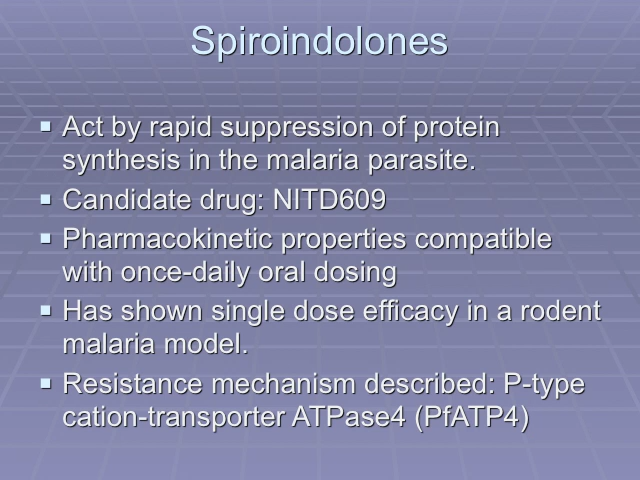 Spiroindolones
Act by rapid suppression of protein
synthesis in the malaria parasite.
Candidate drug: NITD609
Pharmacokinetic properties compatible
with once-daily oral dosing
Has shown single dose efficacy in a rodent
malaria model.
Resistance mechanism described: P-type
cation-transporter ATPase4 (PfATP4)